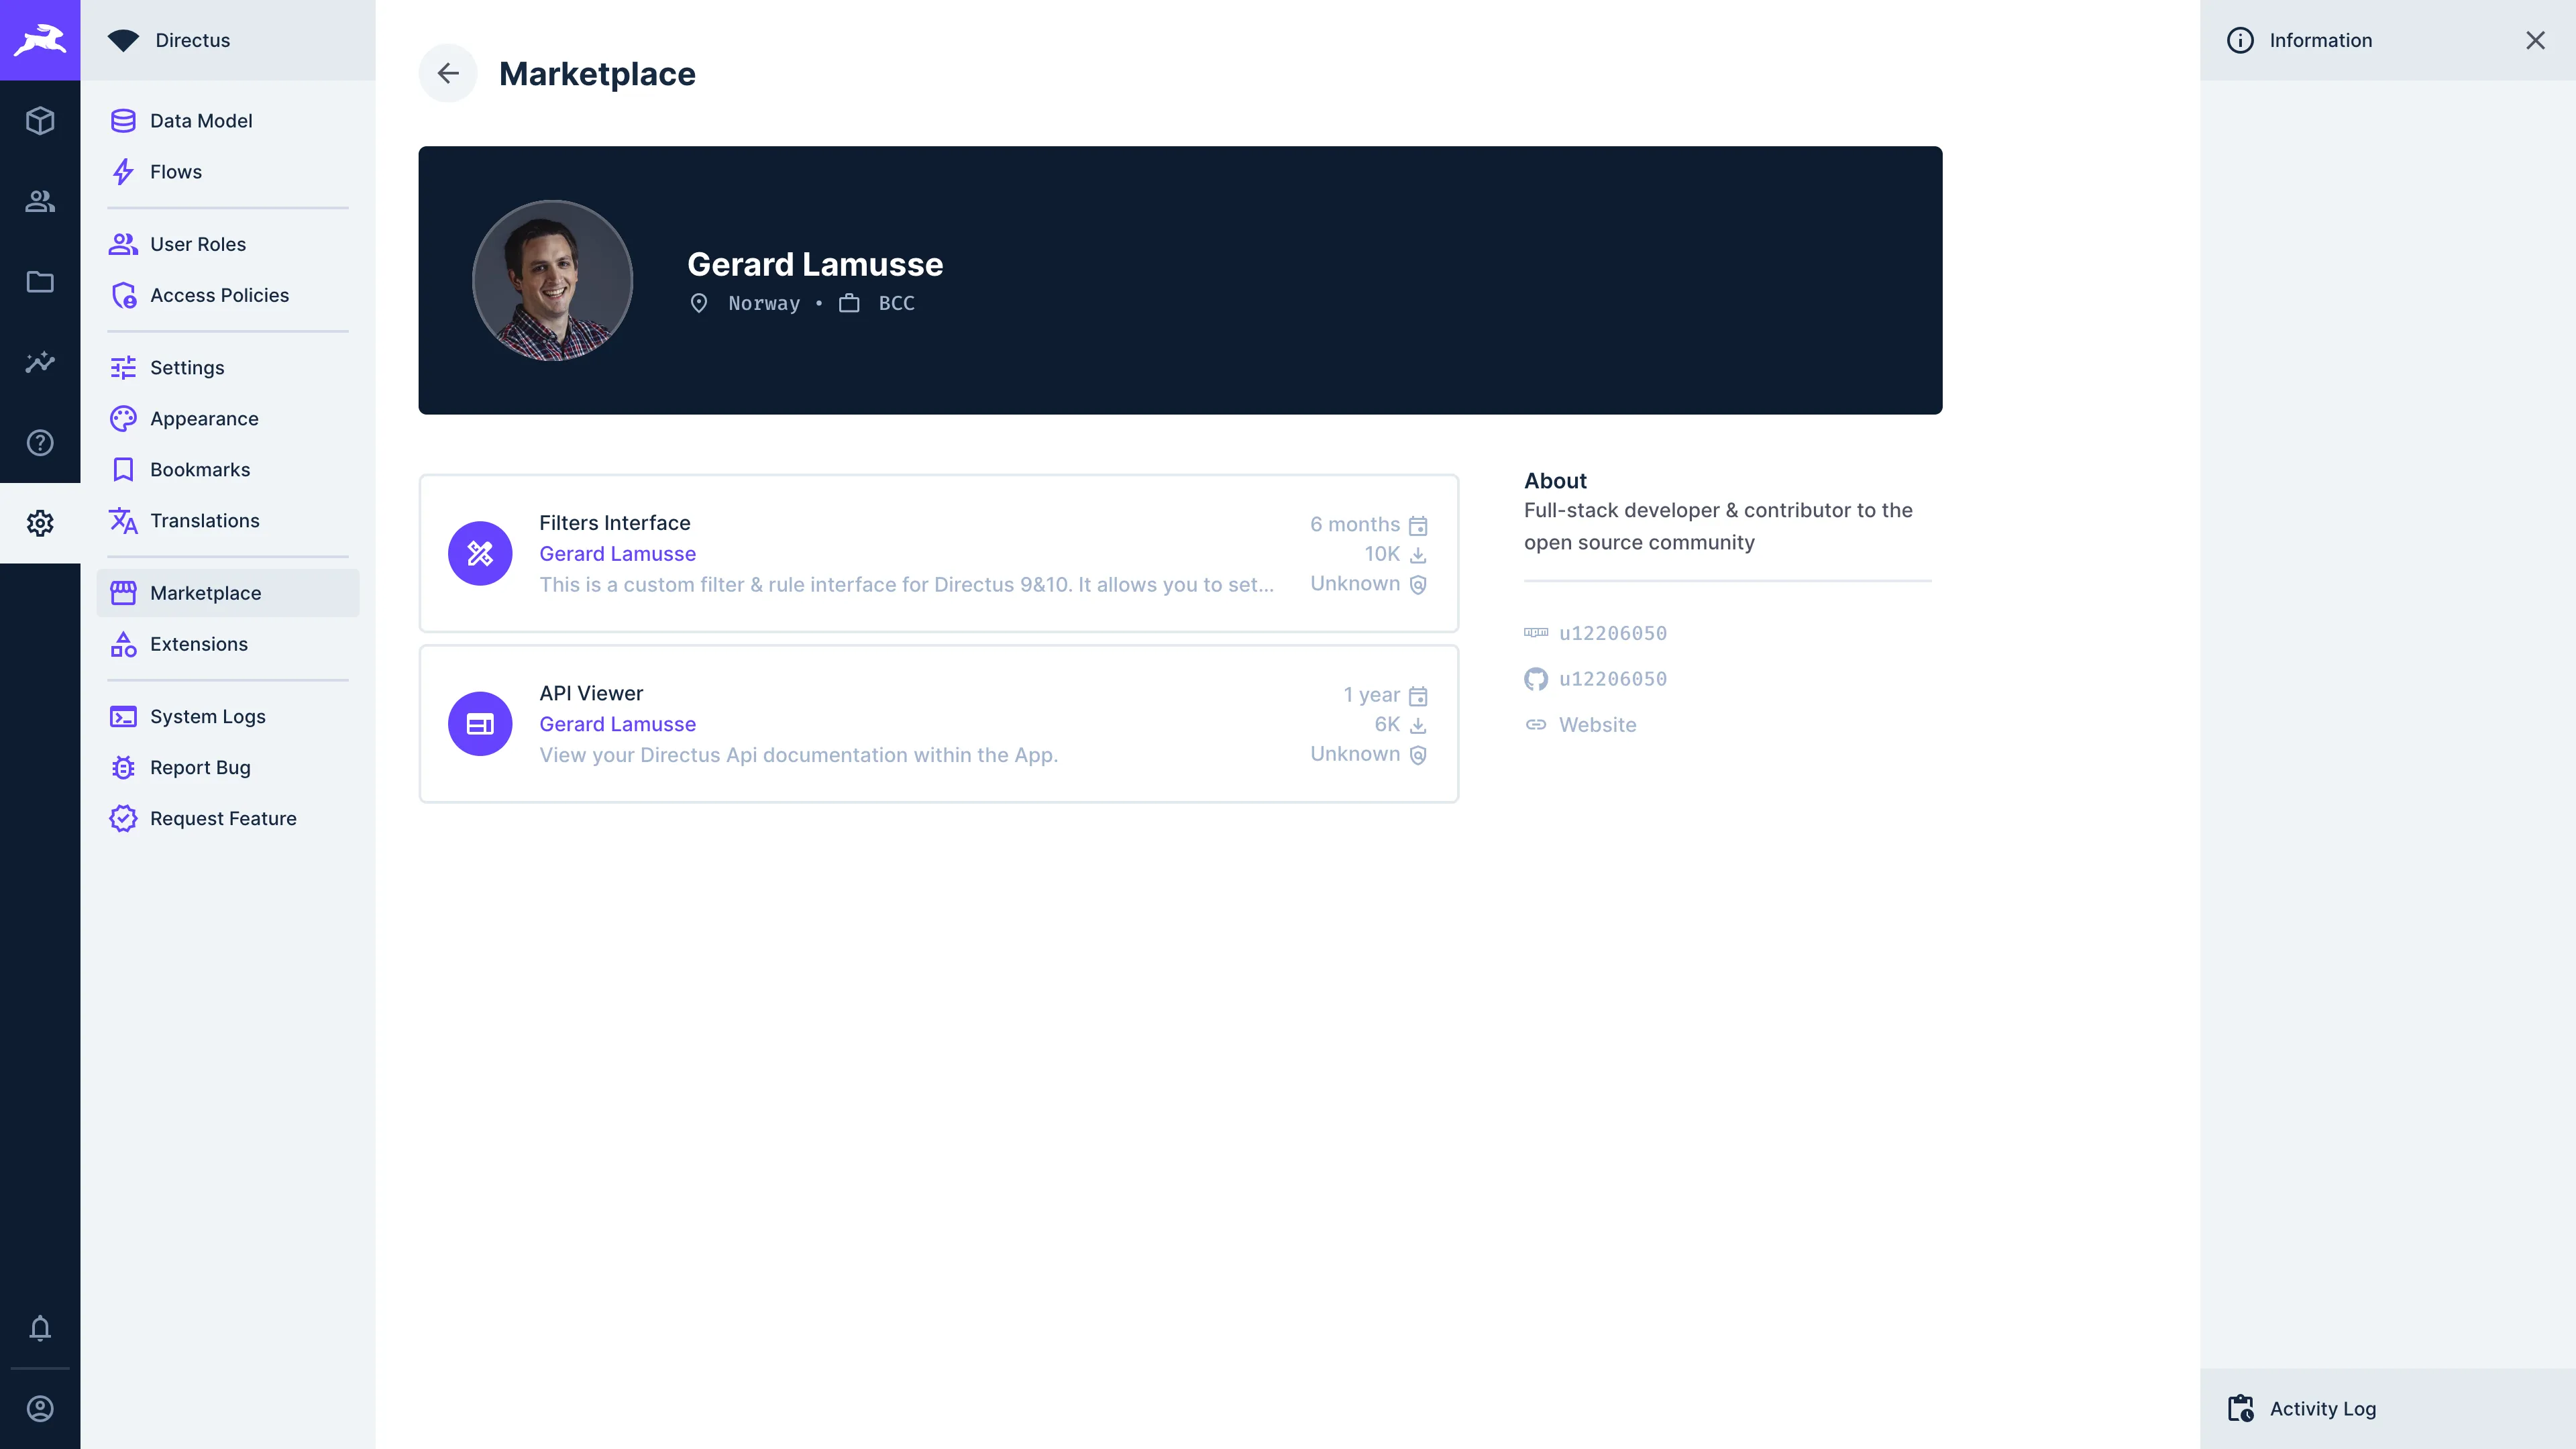 Directus
Data Model
Flows
User Roles
Access Policies
Settings
Appearance
Bookmarks
Translations
Marketplace
Extensions
System Logs
Report Bug
Request Feature
Marketplace
Gerard Lamusse
Norway • BCC
Filters Interface
Gerard Lamusse
This is a custom filter & rule interface for Directus 9&10. It allows you to set...
6 months
10K
Unknown
API Viewer
Gerard Lamusse
View your Directus Api documentation within the App.
1 year
6K
Unknown
About
Full-stack developer & contributor to the
open source community
u12206050
u12206050
Website
Information
Activity Log